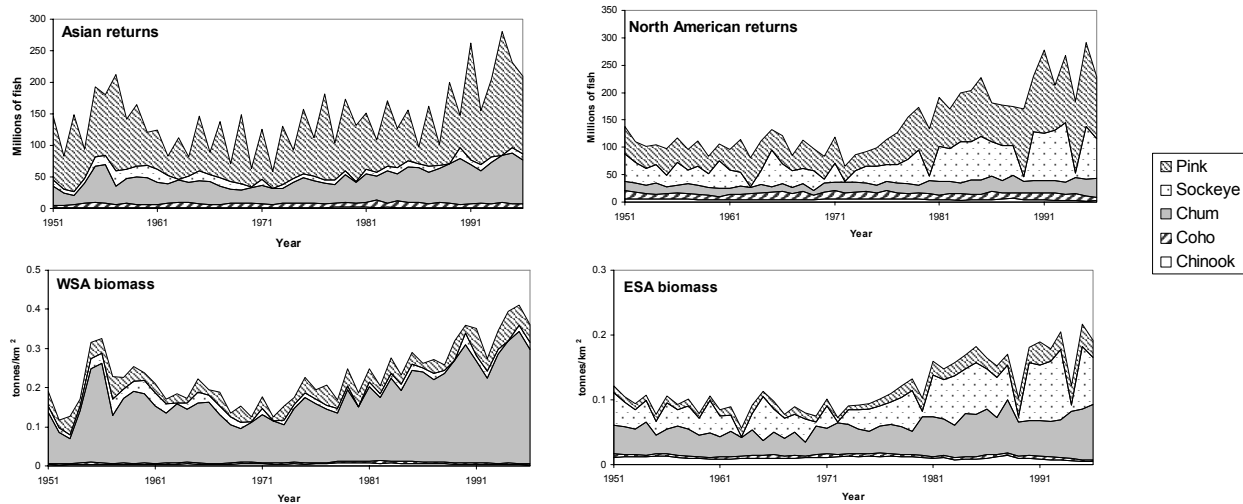 Asian returns
Millions of fish
300
250
200
150
100
50
0
1951 1961 1971 1981 1991
Year
North American returns
Millions of fish
350
300
250
200
150
100
50
0
1951 1961 1971 1981 1991
Year
Pink
Sockeye
Chum
Coho
Chinook
WSA biomass
tonnes/km 2
0.5
0.4
0.3
0.2
0.1
0
1951 1961 1971 1981 1991
Year
ESA biomass
tonnes/km 2
0.3
0.2
0.1
0
1951 1961 1971 1981 1991
Year